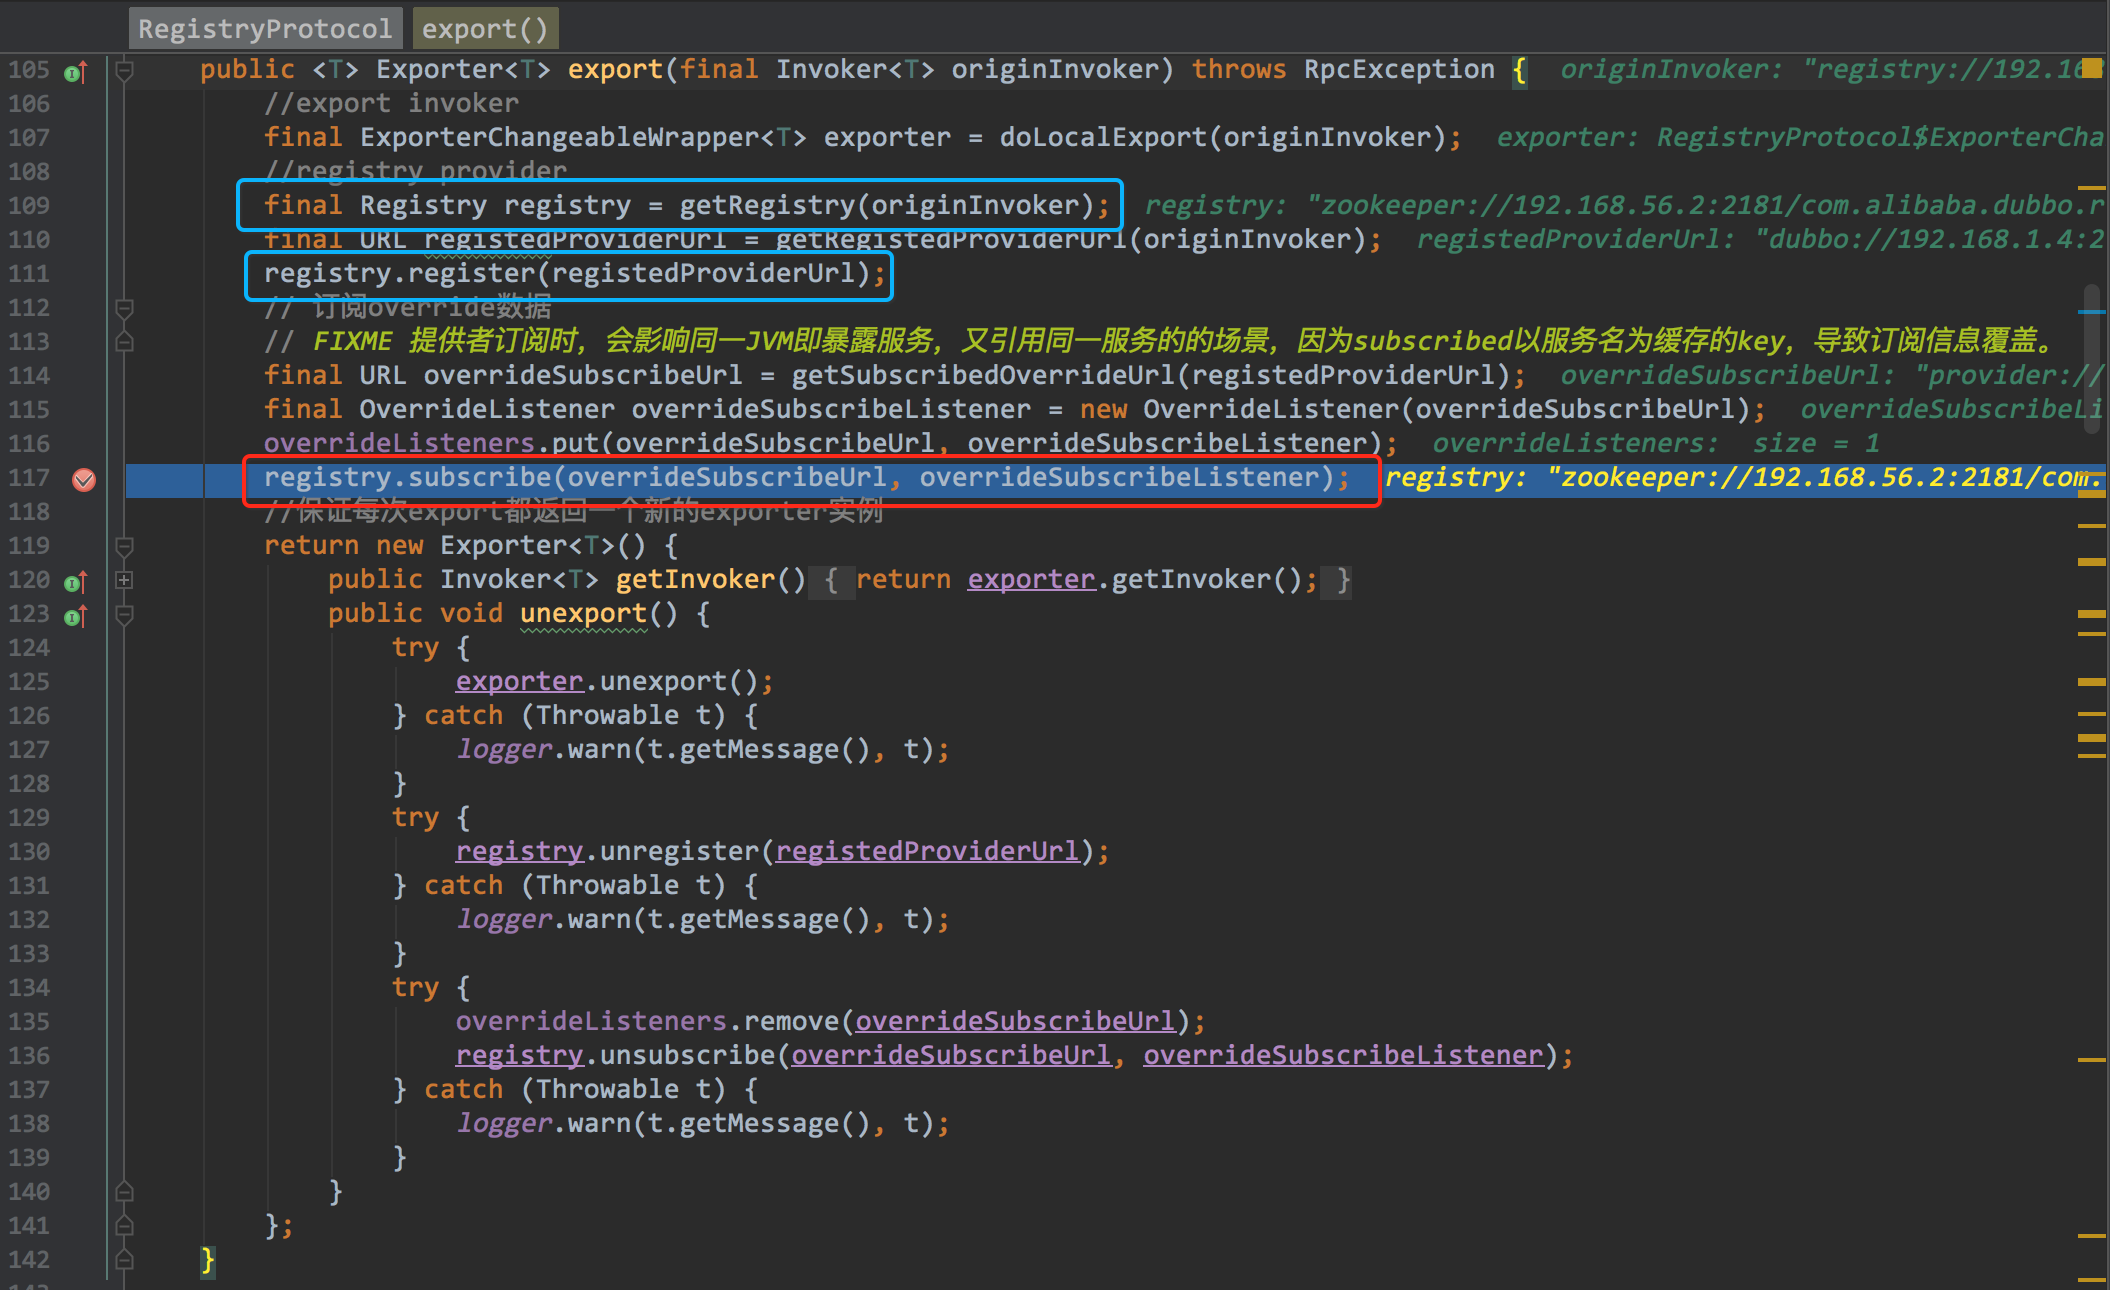 RegistryProtocol export()
105 public <T> Exporter<T> export(final Invoker<T> originInvoker) throws RpcException { originInvoker: "registry://192.168
106 //export invoker
107 final ExporterChangeableWrapper<T> exporter = doLocalExport(originInvoker); exporter: RegistryProtocol$ExporterCha
108 //registry provider
109 final Registry registry = getRegistry(originInvoker); registry: "zookeeper://192.168.56.2:2181/com.alibaba.dubbo.r
110 final URL registedProviderUrl = getRegistedProviderUrl(originInvoker); registedProviderUrl: "dubbo://192.168.1.4:2
111 registry.register(registedProviderUrl);
112 // 订阅override数据
113 // FIXME 提供者订阅时，会影响同一JVM即暴露服务，又引用同一服务的的场景，因为subscribed以服务名为缓存的key，导致订阅信息覆盖。
114 final URL overrideSubscribeUrl = getSubscribedOverrideUrl(registedProviderUrl); overrideSubscribeUrl: "provider://
115 final OverrideListener overrideSubscribeListener = new OverrideListener(overrideSubscribeUrl); overrideSubscribeLi
116 overrideListeners.put(overrideSubscribeUrl, overrideSubscribeListener); overrideListeners: size = 1
117 registry.subscribe(overrideSubscribeUrl, overrideSubscribeListener); registry: "zookeeper://192.168.56.2:2181/com.
118 //保证每次export都返回一个新的exporter实例
119 return new Exporter<T>() {
120 public Invoker<T> getInvoker() { return exporter.getInvoker(); }
123 public void unexport() {
124 try {
125 exporter.unexport();
126 } catch (Throwable t) {
127 logger.warn(t.getMessage(), t);
128 }
129 try {
130 registry.unregister(registedProviderUrl);
131 } catch (Throwable t) {
132 logger.warn(t.getMessage(), t);
133 }
134 try {
135 overrideListeners.remove(overrideSubscribeUrl);
136 registry.unsubscribe(overrideSubscribeUrl, overrideSubscribeListener);
137 } catch (Throwable t) {
138 logger.warn(t.getMessage(), t);
139 }
140 }
141 };
142 }